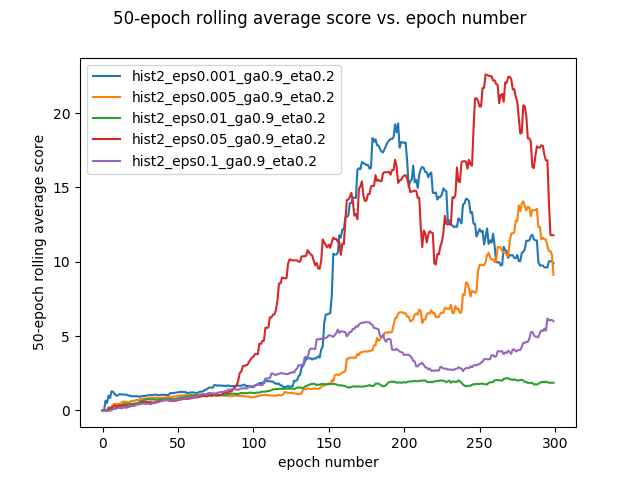 50-epoch rolling average score vs. epoch number
hist2_eps0.001_ga0.9_eta0.2
hist2_eps0.005_ga0.9_eta0.2
hist2_eps0.01_ga0.9_eta0.2
hist2_eps0.05_ga0.9_eta0.2
hist2_eps0.1_ga0.9_eta0.2
50-epoch rolling average score
20
15
10
5
0
0 50 100 150 200 250 300
epoch number